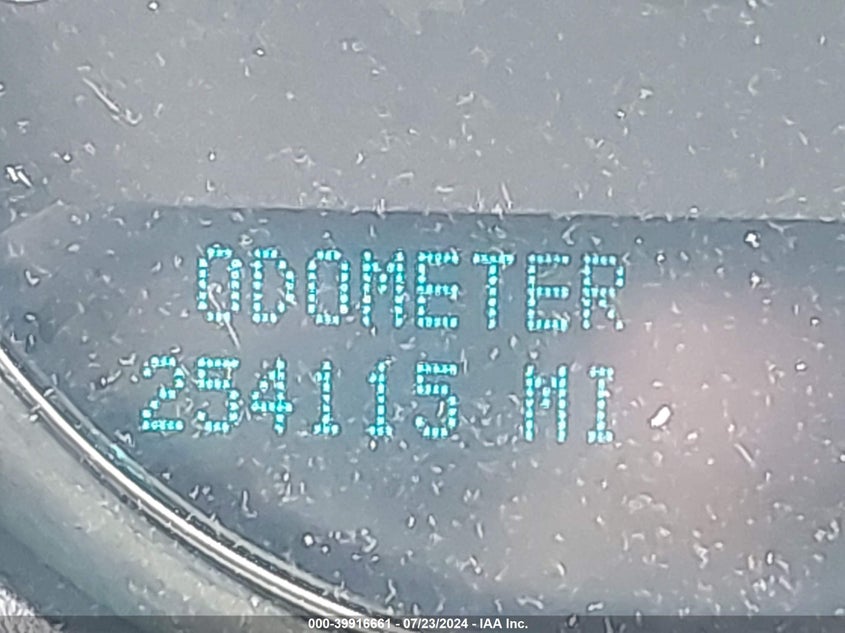 ODOMETER
254115 MI
000-39916661 - 07/23/2024 - IAA Inc.